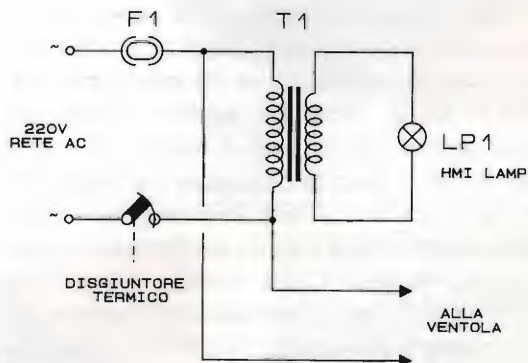 F1
T1
~
220V
RETE AC
LP1
HMI LAMP
~
DISGIUNTORE
TERMICO
ALLA
VENTOLA